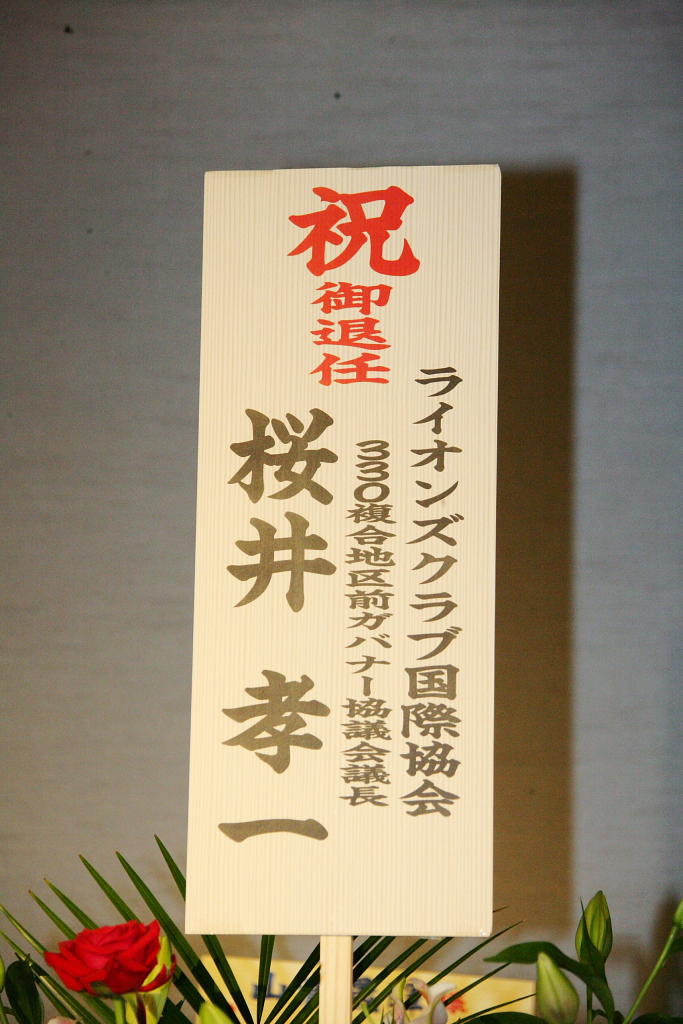 祝
御退任
ライオンズクラブ国際協会
330複合地区前ガバナー協議会議長
桜井孝一